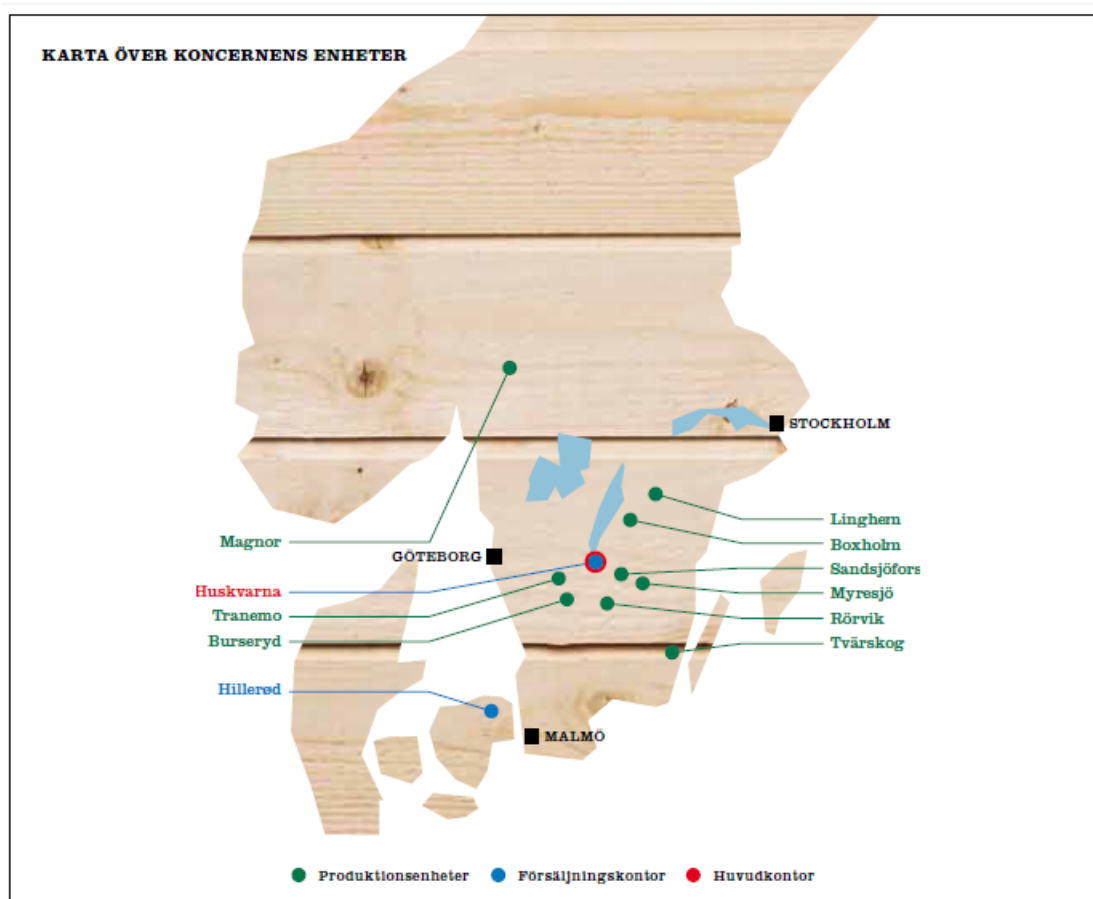 KARTA ÖVER KONCERNENS ENHETER
STOCKHOLM
Magnor
GÖTEBORG
Huskvarna
Tranemo
Burseryd
Hillerød
Linghem
Boxholm
Sandsjöfors
Myresjö
Rörvik
Tvärskog
MALMÖ
Produktionsenheter Försäljningskontor Huvudkontor